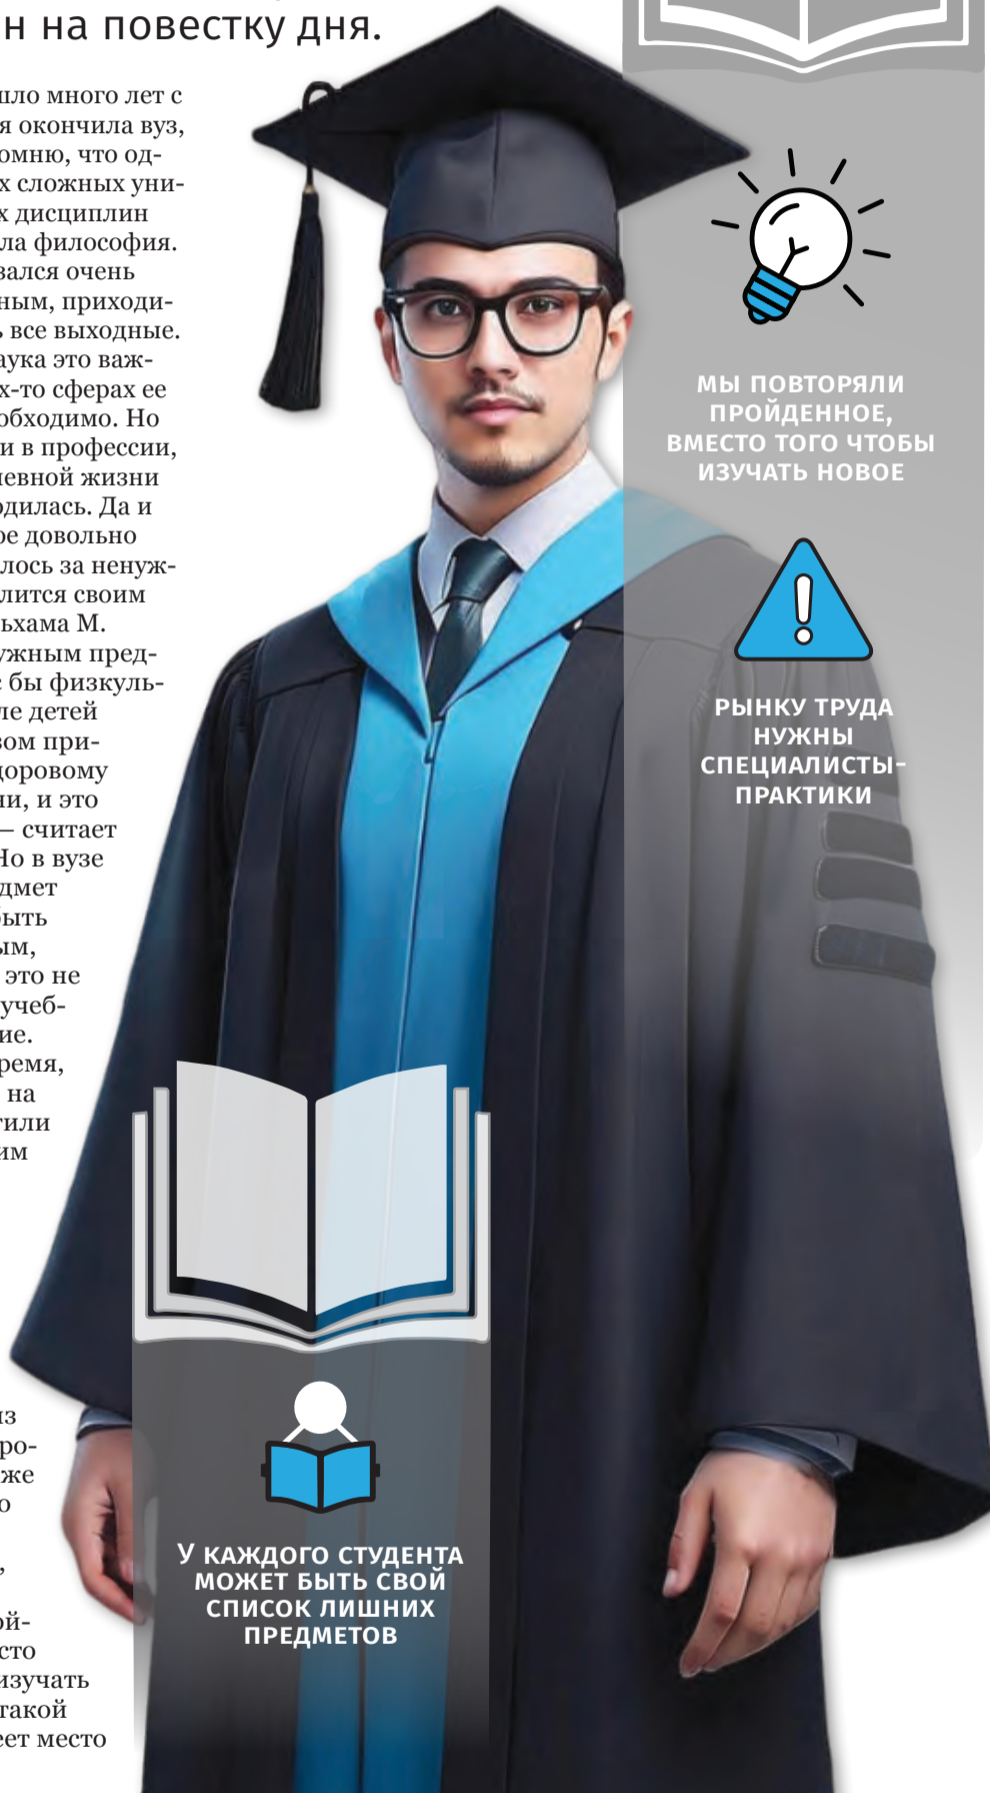 н на повестку дня.
шло много лет с
я окончила вуз,
омню, что од-
х сложных уни-
х дисциплин
ла философия.
зался очень
ным, приходи-
ь все выходные.
аука это важ-
х-то сферах ее
обходимо. Но
и в профессии,
невной жизни
одилась. Да и
ое довольно
лось за ненуж-
лится своим
ьхама М.
ужным пред-
с бы физкуль-
ле детей
зом при-
доровому
ни, и это
– считает
Но в вузе
дмет
быть
ым,
это не
учеб-
ие.
ремя,
на
тили
им
из
ро-
же
о
,
ой-
сто
изучать
такой
еет место
МЫ ПОВТОРЯЛИ
ПРОЙДЕННОЕ,
ВМЕСТО ТОГО ЧТОБЫ
ИЗУЧАТЬ НОВОЕ
РЫНКУ ТРУДА
НУЖНЫ
СПЕЦИАЛИСТЫ-
ПРАКТИКИ
У КАЖДОГО СТУДЕНТА
МОЖЕТ БЫТЬ СВОЙ
СПИСОК ЛИШНИХ
ПРЕДМЕТОВ